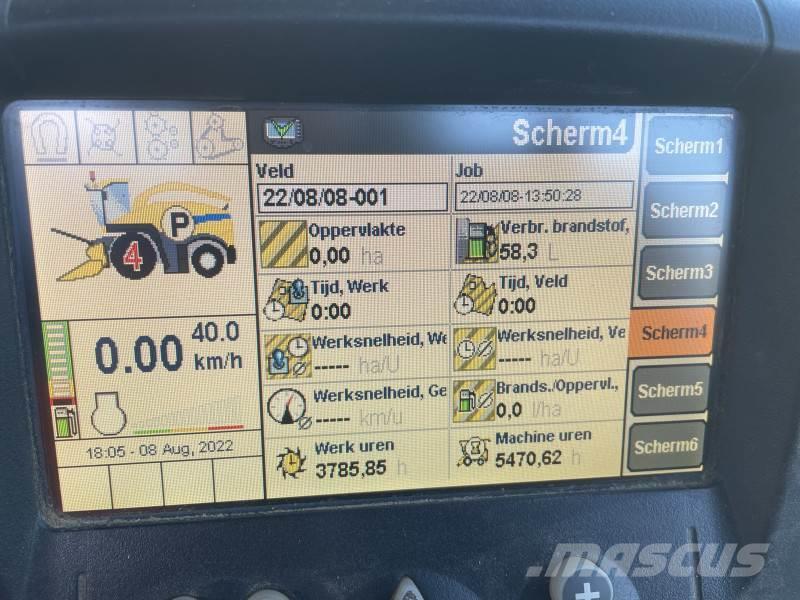 Scherm4
Veld
Job
22/08/08-001
22/08/08-13:50:28
Oppervlakte
0,00 ha
Verbr. brandstof,
58,3 L
Tijd, Werk
0:00
Tijd, Veld
0:00
Werksnelheid, We
----- ha/U
Werksnelheid, Ve
----- ha/U
Werksnelheid, Ge
----- km/u
Brands./Oppervl.,
0,0 l/ha
Werk uren
3785,85 h
Machine uren
5470,62 h
P
4
40.0
0.00 km/h
18:05 - 08 Aug, 2022
Scherm1
Scherm2
Scherm3
Scherm4
Scherm5
Scherm6
MASCUS